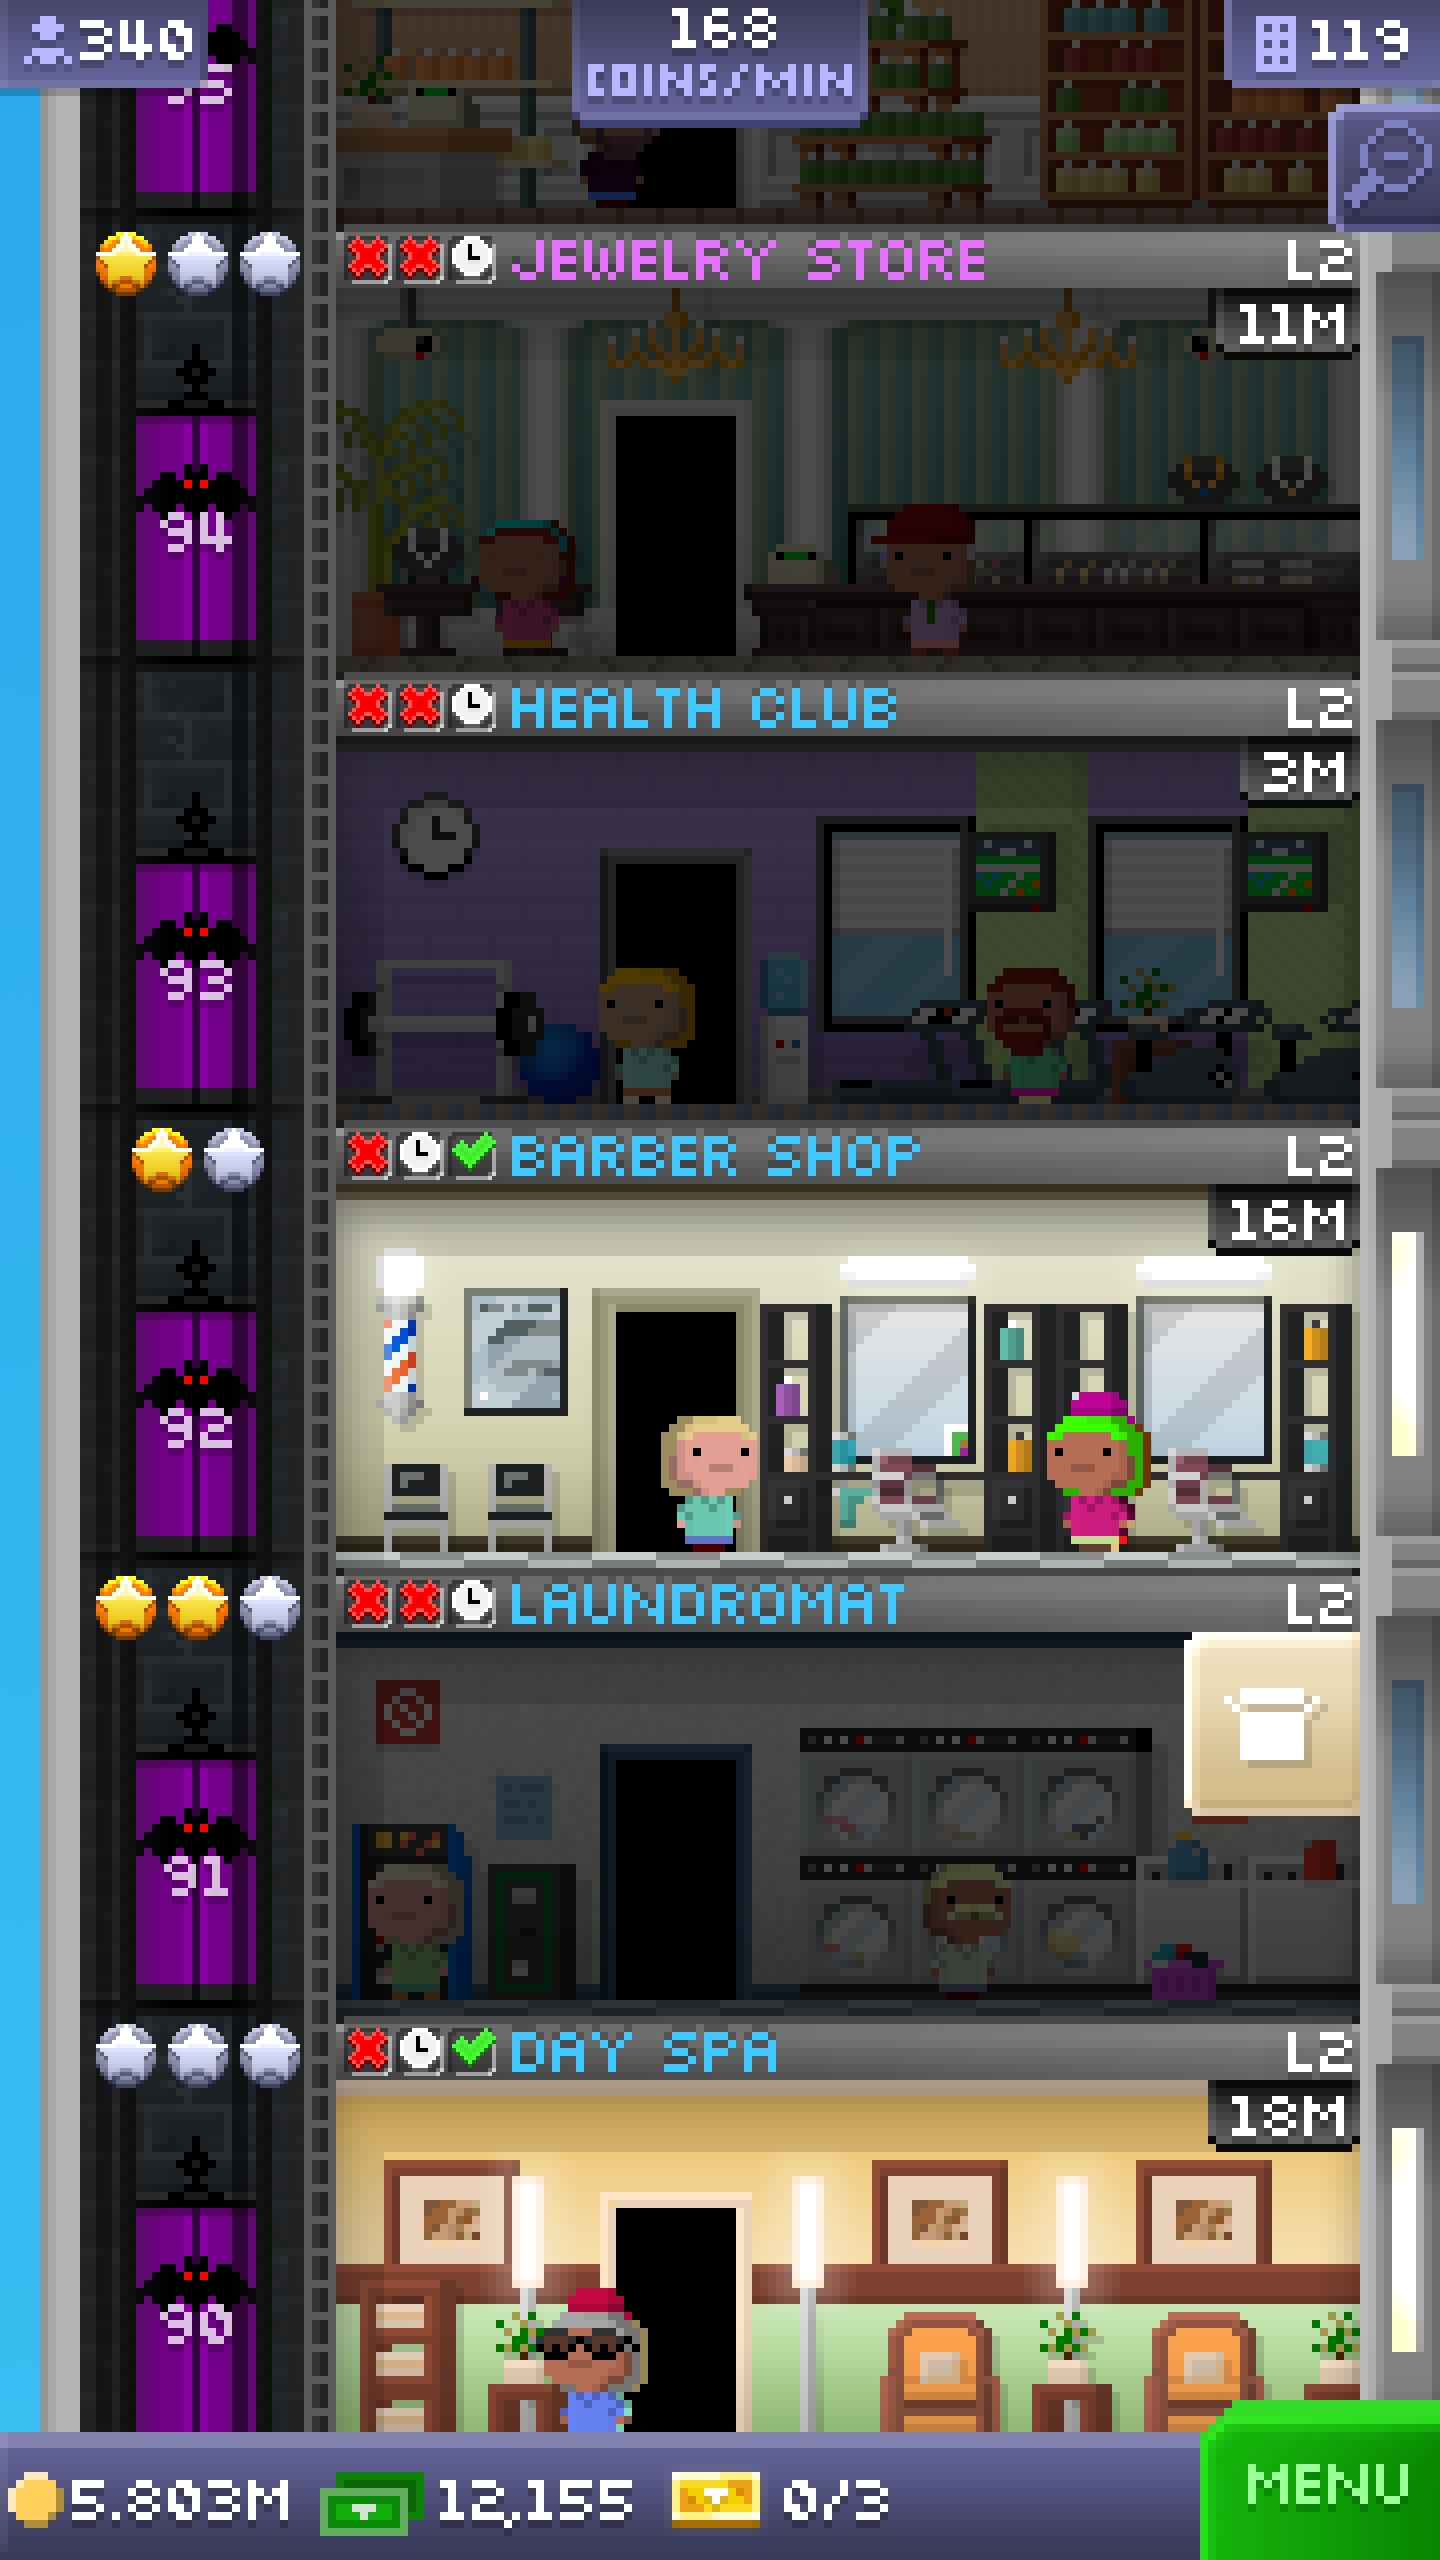 340
168
COINS/MIN
119
JEWELRY STORE
L2
11M
94
HEALTH CLUB
L2
3M
93
BARBER SHOP
L2
16M
92
LAUNDROMAT
L2
91
DAY SPA
L2
18M
90
5.803M
12,155
0/3
MENU